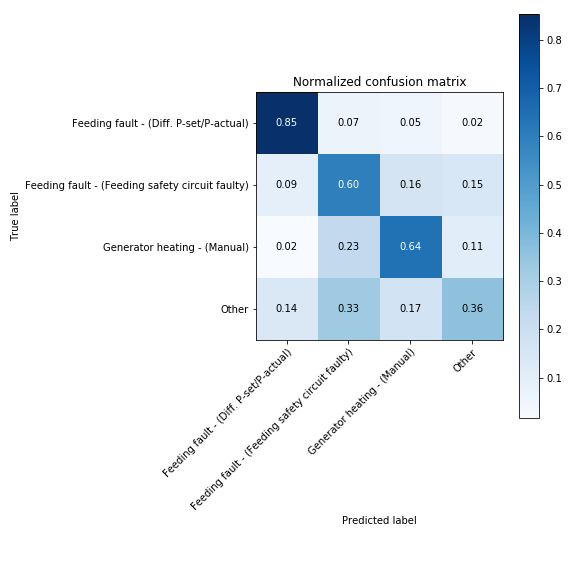 Normalized confusion matrix
True label
Feeding fault - (Diff. P-set/P-actual) 0.85 0.07 0.05 0.02
Feeding fault - (Feeding safety circuit faulty) 0.09 0.60 0.16 0.15
Generator heating - (Manual) 0.02 0.23 0.64 0.11
Other 0.14 0.33 0.17 0.36
Feeding fault - (Diff. P-set/P-actual)
Feeding fault - (Feeding safety circuit faulty)
Generator heating - (Manual)
Other
Predicted label
0.8
0.7
0.6
0.5
0.4
0.3
0.2
0.1